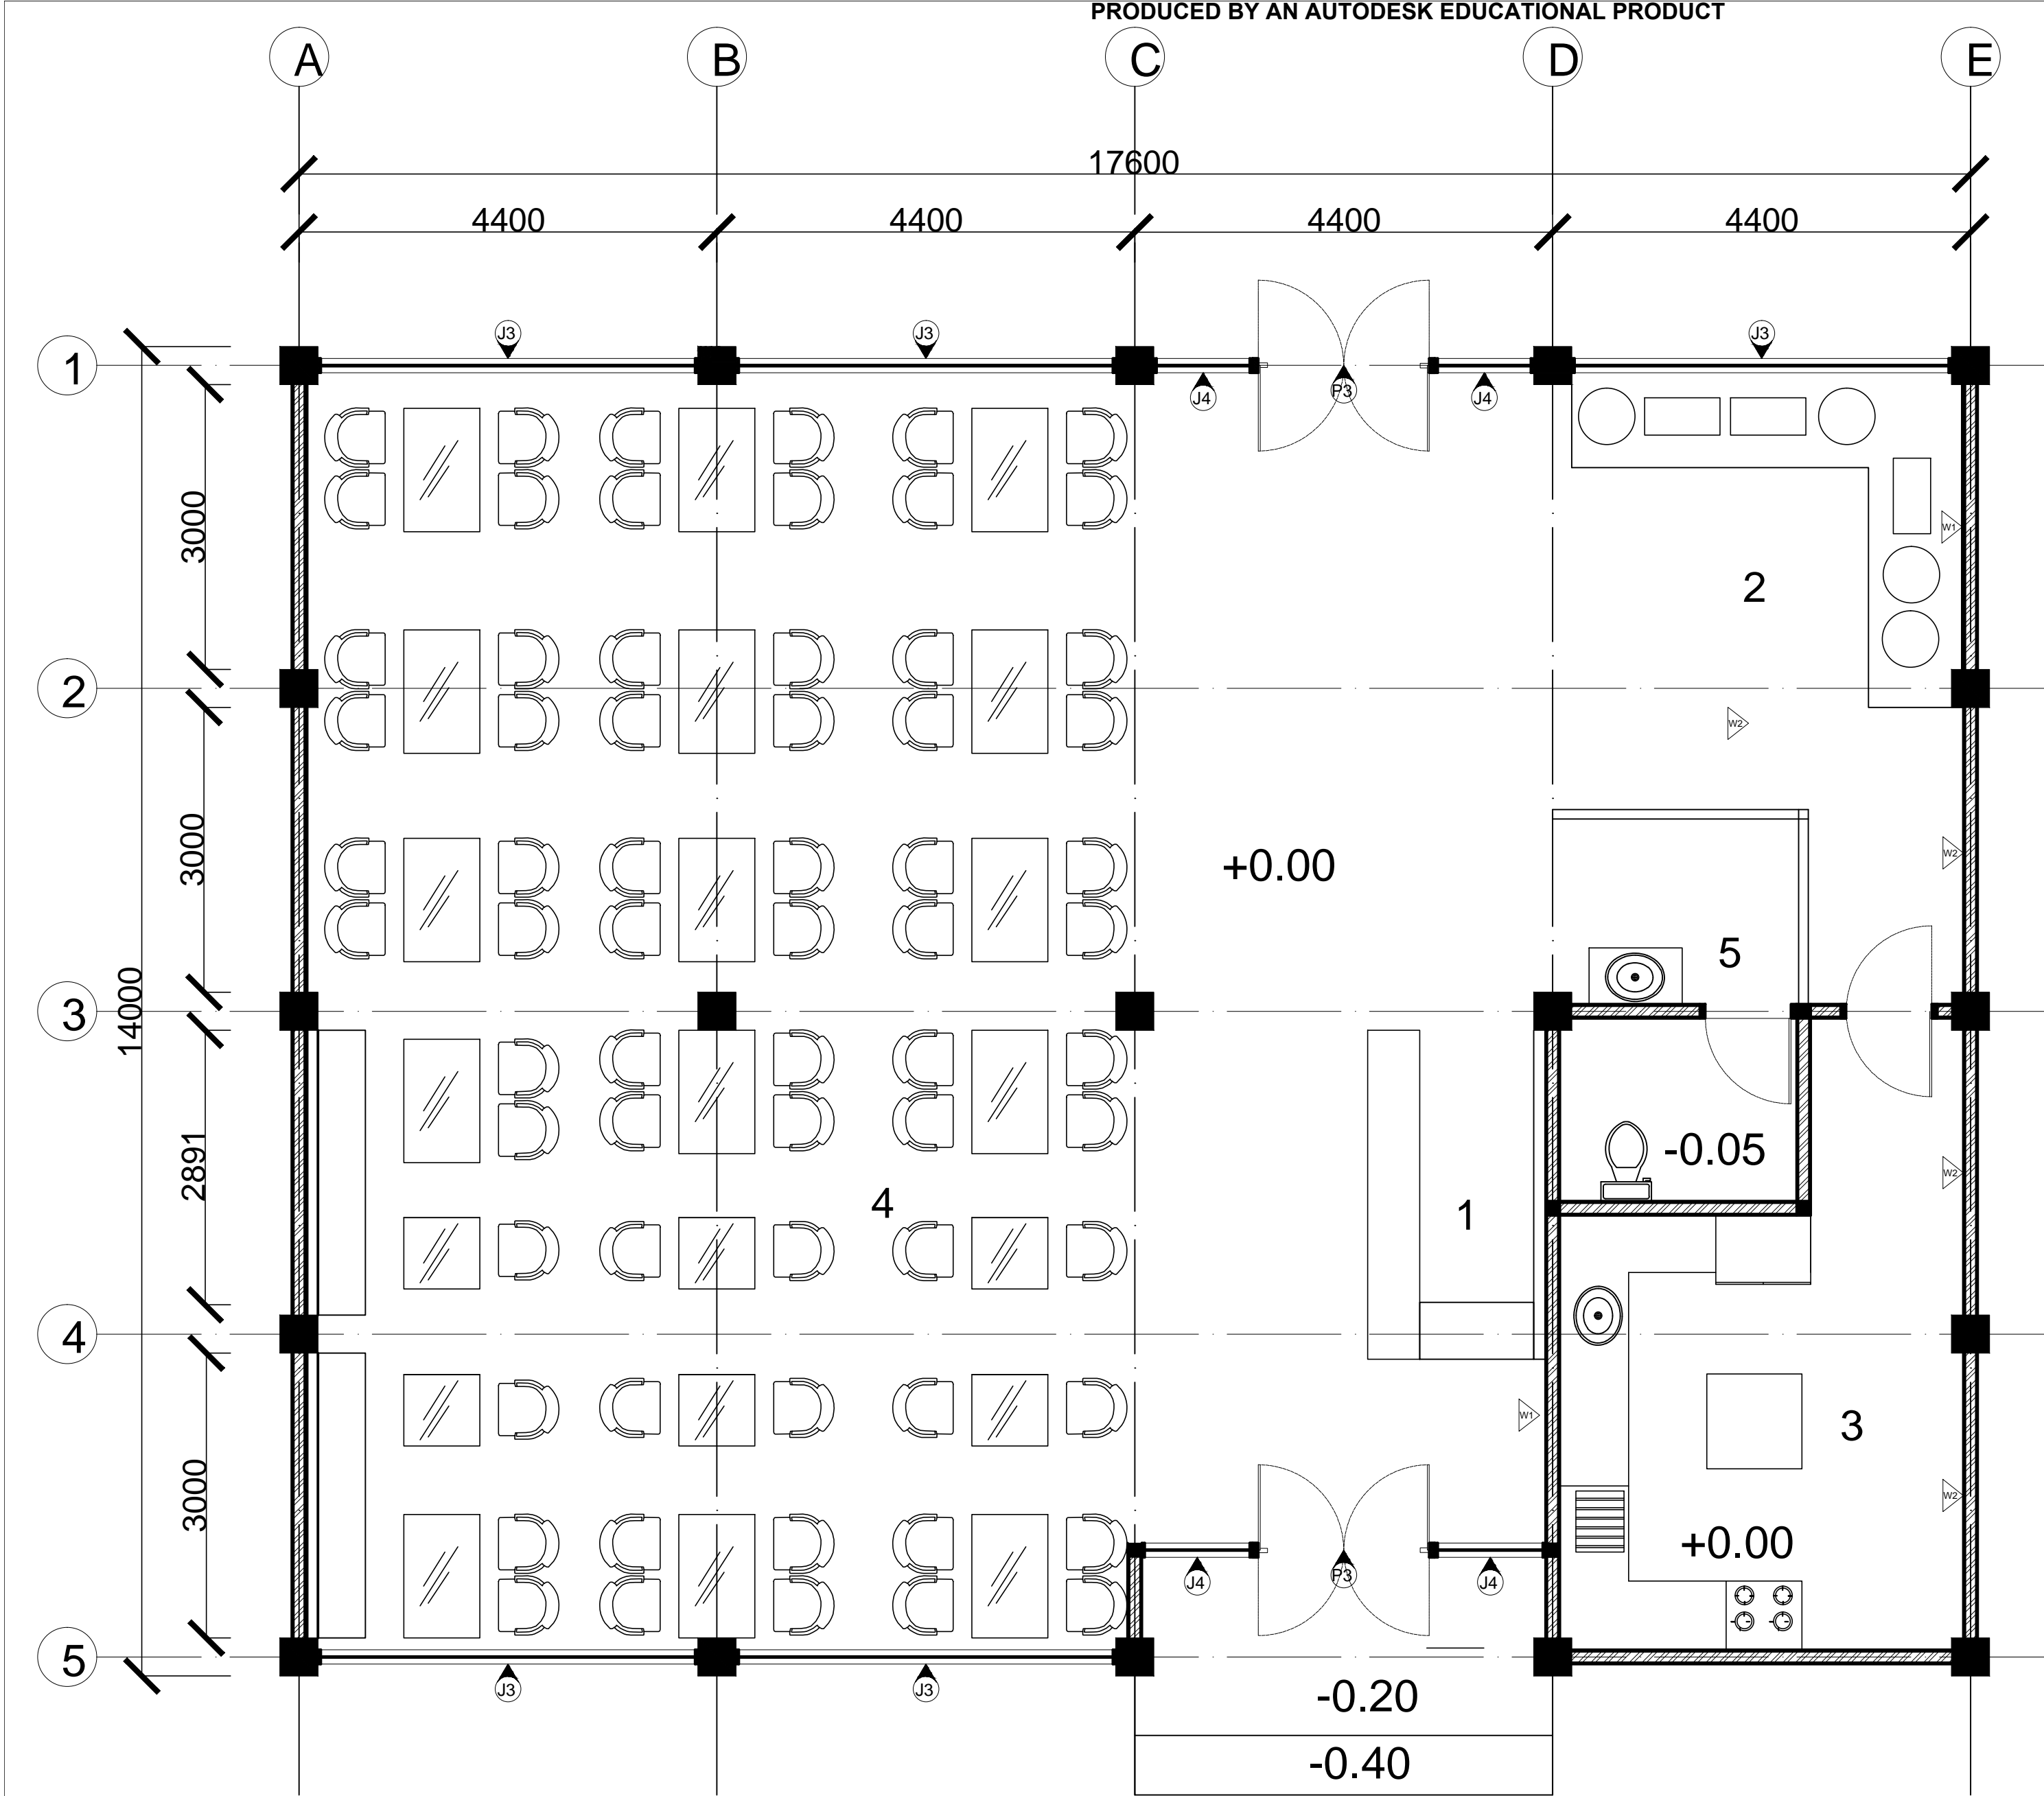 PRODUCED BY AN AUTODESK EDUCATIONAL PRODUCT
A B C D E
17600
4400 4400 4400 4400
J3 J3 J3
1
J4 P3 J4
3000
W1
2
2
W2
3000
+0.00
W2
5
3
14000
2891
-0.05
W2
4
1
4
W1
3
3000
W2
+0.00
J4 P3 J4
5
J3 J3
-0.20
-0.40